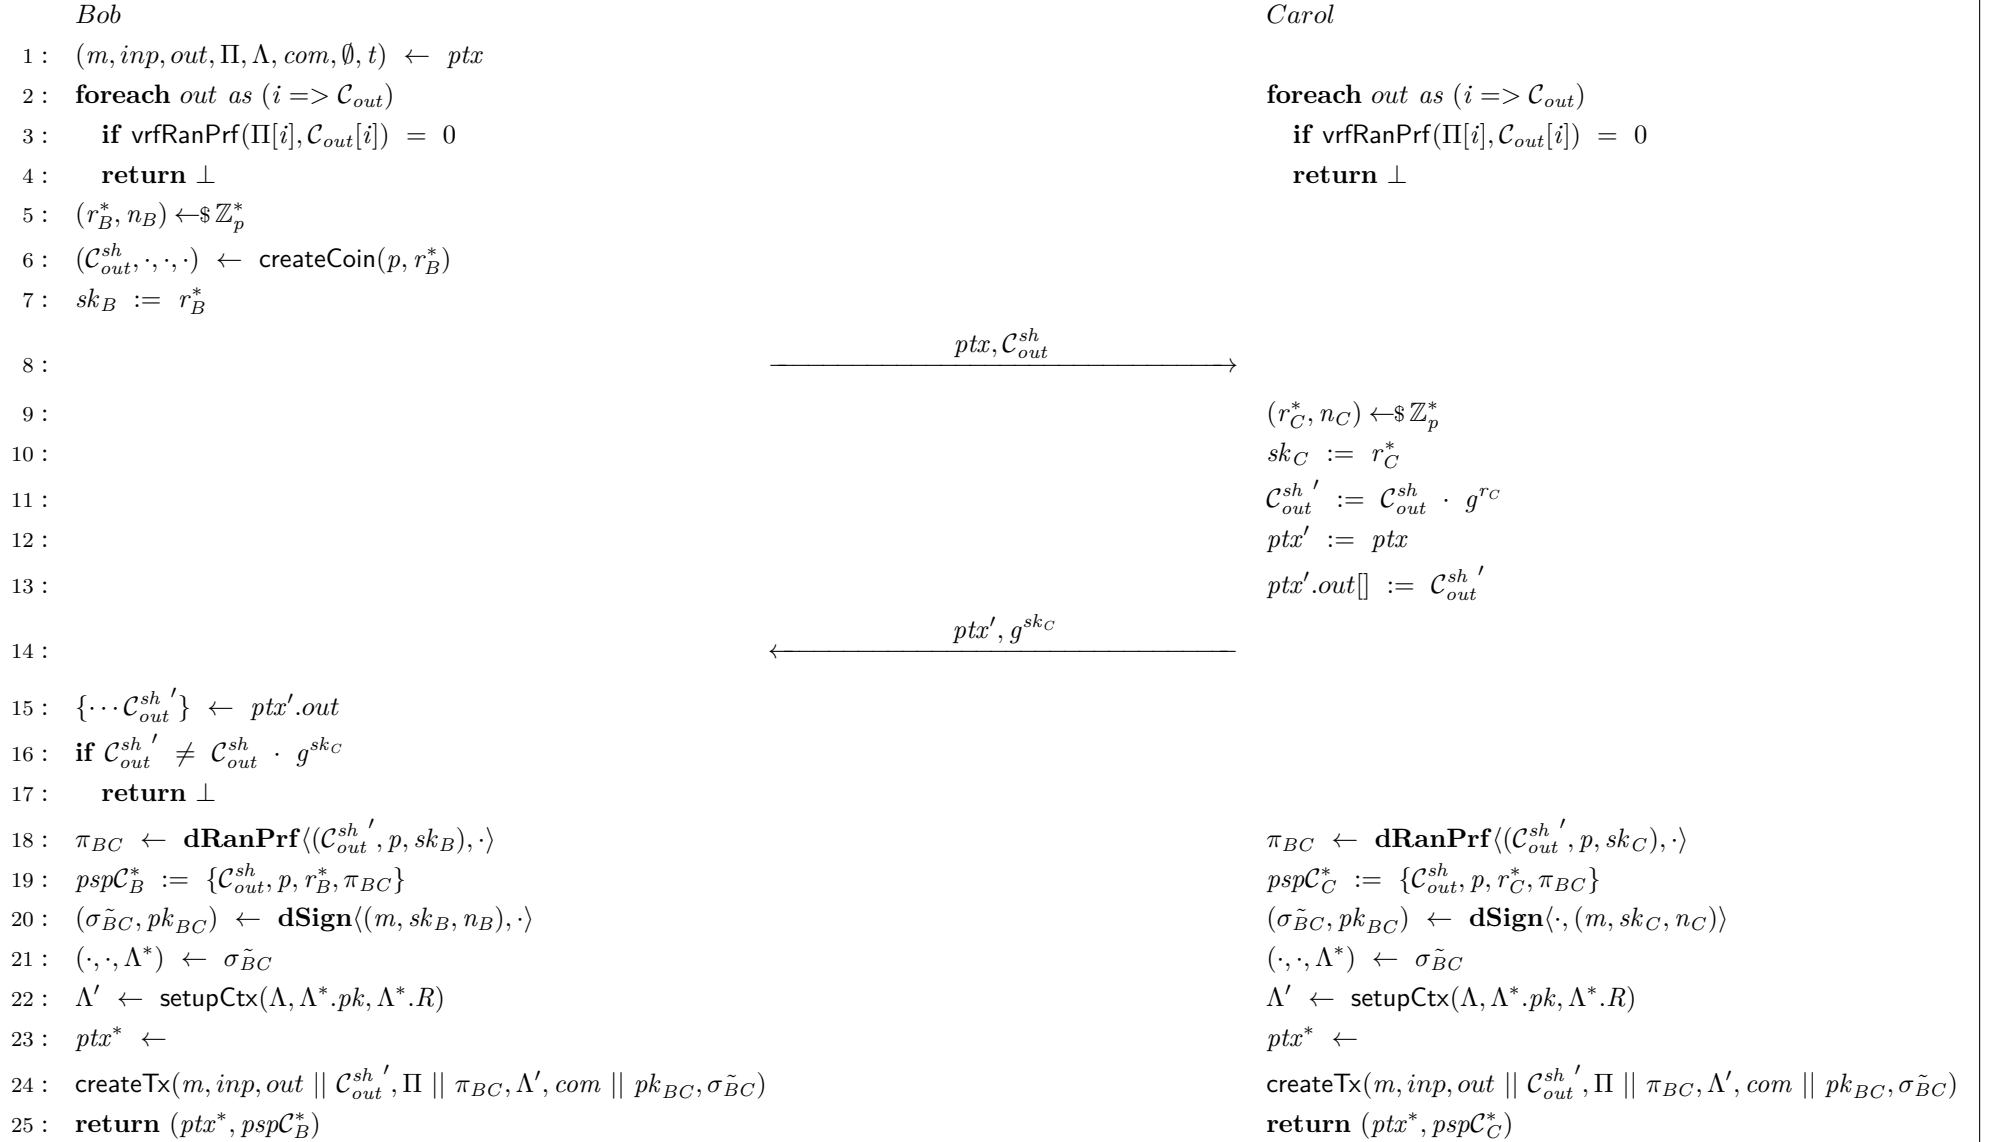 Bob Carol
1 : (m, inp, out, Π, Λ, com, ∅, t) ← ptx
2 : foreach out as (i => C_out) foreach out as (i => C_out)
3 : if vrfRanPrf(Π[i], C_out[i]) = 0 if vrfRanPrf(Π[i], C_out[i]) = 0
4 : return ⊥ return ⊥
5 : (r*_B, n_B) ←$ ℤ*_p
6 : (C^sh_out, ·, ·, ·) ← createCoin(p, r*_B)
7 : sk_B := r*_B
8 : ptx, C^sh_out
9 : (r*_C, n_C) ←$ ℤ*_p
10 : sk_C := r*_C
11 : C^sh_out′ := C^sh_out · g^{r_C}
12 : ptx′ := ptx
13 : ptx′.out[] := C^sh_out′
14 : ptx′, g^{sk_C}
15 : {··· C^sh_out′} ← ptx′.out
16 : if C^sh_out′ ≠ C^sh_out · g^{sk_C}
17 : return ⊥
18 : π_BC ← dRanPrf⟨(C^sh_out′, p, sk_B), ·⟩ π_BC ← dRanPrf⟨(C^sh_out′, p, sk_C), ·⟩
19 : pspC*_B := {C^sh_out, p, r*_B, π_BC} pspC*_C := {C^sh_out, p, r*_C, π_BC}
20 : (σ̃_BC, pk_BC) ← dSign⟨(m, sk_B, n_B), ·⟩ (σ̃_BC, pk_BC) ← dSign⟨·, (m, sk_C, n_C)⟩
21 : (·, ·, Λ*) ← σ̃_BC (·, ·, Λ*) ← σ̃_BC
22 : Λ′ ← setupCtx(Λ, Λ*.pk, Λ*.R) Λ′ ← setupCtx(Λ, Λ*.pk, Λ*.R)
23 : ptx* ← ptx* ←
24 : createTx(m, inp, out || C^sh_out′, Π || π_BC, Λ′, com || pk_BC, σ̃_BC) createTx(m, inp, out || C^sh_out′, Π || π_BC, Λ′, com || pk_BC, σ̃_BC)
25 : return (ptx*, pspC*_B) return (ptx*, pspC*_C)